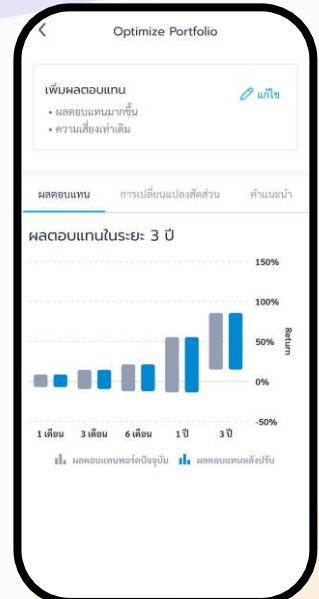 Optimize Portfolio
เพิ่มผลตอบแทน
แก้ไข
• ผลตอบแทนมากขึ้น
• ความเสี่ยงเท่าเดิม
ผลตอบแทน การเปลี่ยนแปลงสัดส่วน คำแนะนำ
ผลตอบแทนในระยะ 3 ปี
150%
100%
50%
0%
-50%
Return
1 เดือน 3 เดือน 6 เดือน 1 ปี 3 ปี
ผลตอบแทนพอร์ตปัจจุบัน ผลตอบแทนหลังปรับ